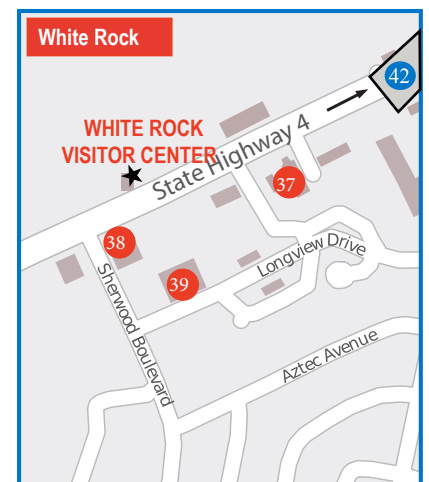 White Rock
42
WHITE ROCK
VISITOR CENTER
State Highway 4
37
38
39
Longview Drive
Sherwood Boulevard
Aztec Avenue